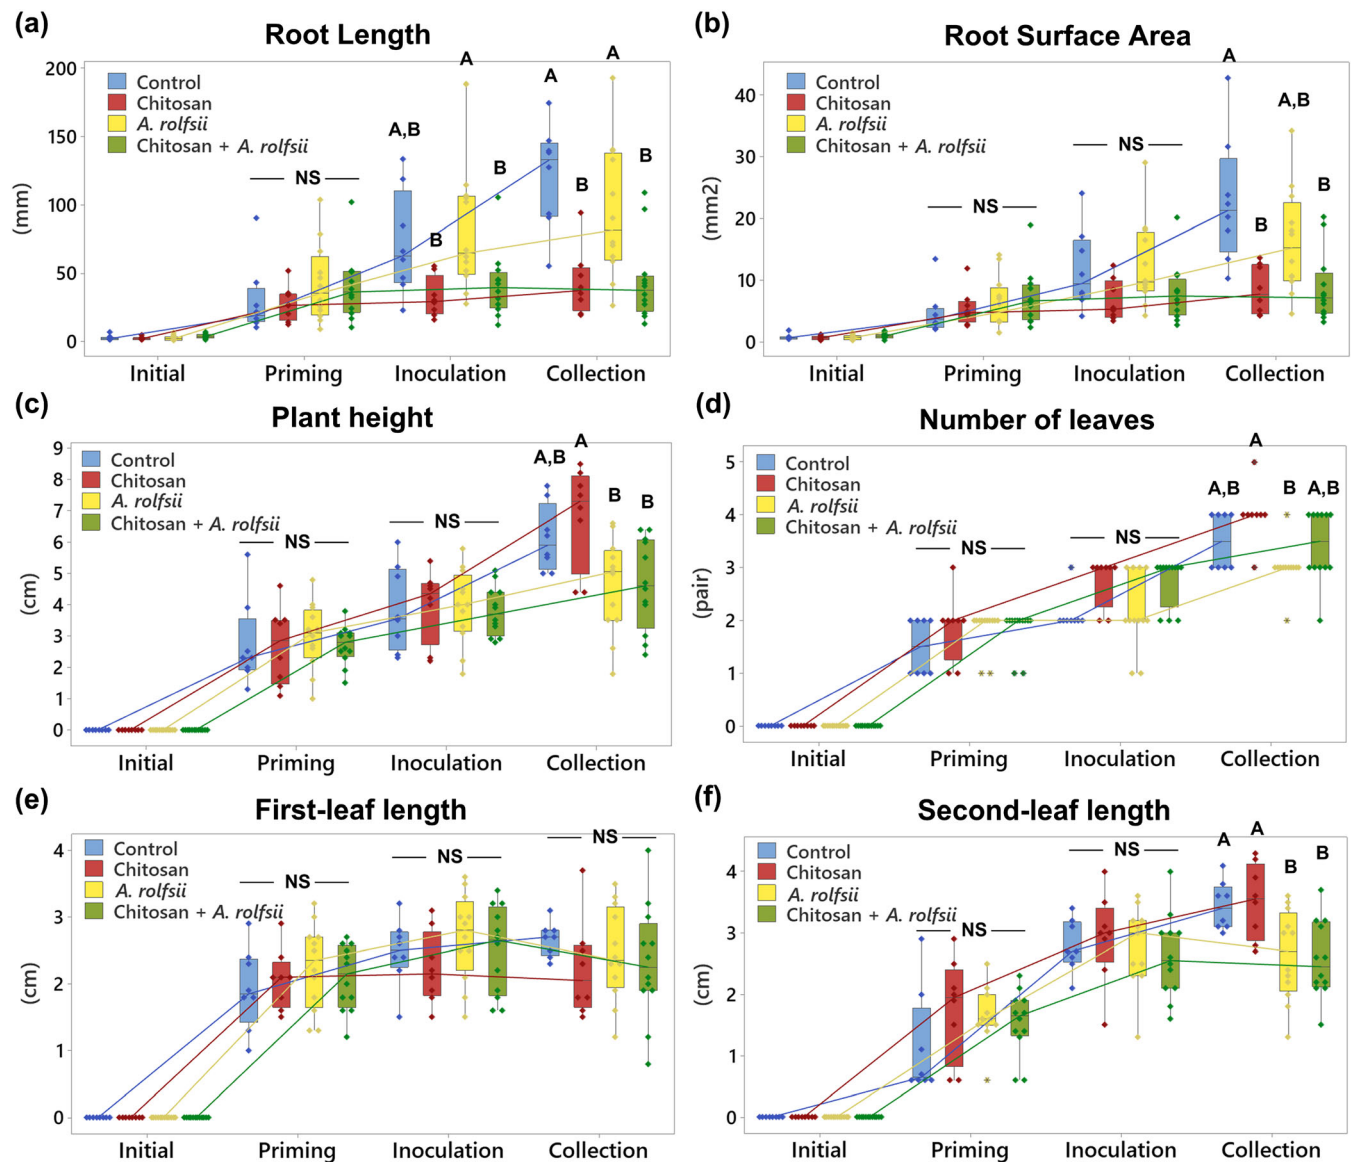 (a)
Root Length
200
150
100
50
0
(mm)
Control
Chitosan
A. rolfsii
Chitosan + A. rolfsii
NS
A,B
B
A
B
A
B
A
B
Initial Priming Inoculation Collection
(b)
Root Surface Area
40
30
20
10
0
(mm2)
Control
Chitosan
A. rolfsii
Chitosan + A. rolfsii
NS
NS
A
B
A,B
B
Initial Priming Inoculation Collection
(c)
Plant height
9
8
7
6
5
4
3
2
1
0
(cm)
Control
Chitosan
A. rolfsii
Chitosan + A. rolfsii
NS
NS
A,B
A
B
B
Initial Priming Inoculation Collection
(d)
Number of leaves
5
4
3
2
1
0
(pair)
Control
Chitosan
A. rolfsii
Chitosan + A. rolfsii
NS
NS
A,B
A
B
A,B
Initial Priming Inoculation Collection
(e)
First-leaf length
4
3
2
1
0
(cm)
Control
Chitosan
A. rolfsii
Chitosan + A. rolfsii
NS
NS
NS
Initial Priming Inoculation Collection
(f)
Second-leaf length
4
3
2
1
0
(cm)
Control
Chitosan
A. rolfsii
Chitosan + A. rolfsii
NS
NS
A
A
B
B
Initial Priming Inoculation Collection